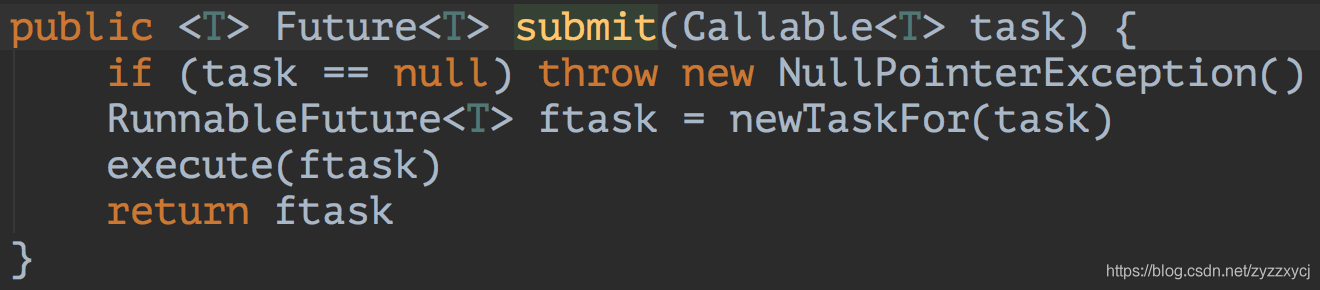 public <T> Future<T> submit(Callable<T> task) {
if (task == null) throw new NullPointerException()
RunnableFuture<T> ftask = newTaskFor(task)
execute(ftask)
return ftask
}
https://blog.csdn.net/zyzzxycj